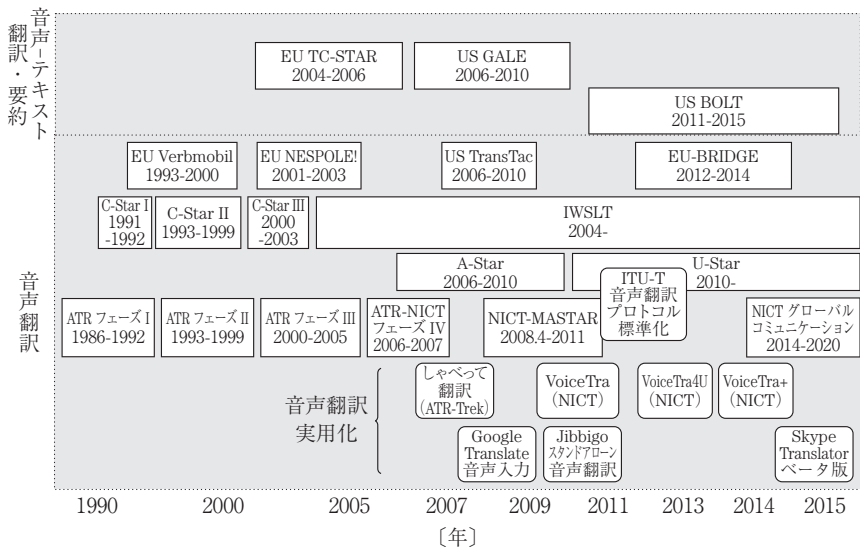 音声-テキスト
翻訳・要約
EU TC-STAR
2004-2006
US GALE
2006-2010
US BOLT
2011-2015
音声翻訳
EU Verbmobil
1993-2000
EU NESPOLE!
2001-2003
US TransTac
2006-2010
EU-BRIDGE
2012-2014
C-Star I
1991
-1992
C-Star II
1993-1999
C-Star III
2000
-2003
IWSLT
2004-
A-Star
2006-2010
U-Star
2010-
ITU-T
音声翻訳
プロトコル
標準化
ATR フェーズ I
1986-1992
ATR フェーズ II
1993-1999
ATR フェーズ III
2000-2005
ATR-NICT
フェーズ IV
2006-2007
NICT-MASTAR
2008.4-2011
NICT グローバル
コミュニケーション
2014-2020
音声翻訳
実用化
しゃべって
翻訳
(ATR-Trek)
VoiceTra
(NICT)
VoiceTra4U
(NICT)
VoiceTra+
(NICT)
Google
Translate
音声入力
Jibbigo
スタンドアローン
音声翻訳
Skype
Translator
ベータ版
1990 2000 2005 2007 2009 2011 2013 2014 2015
〔年〕